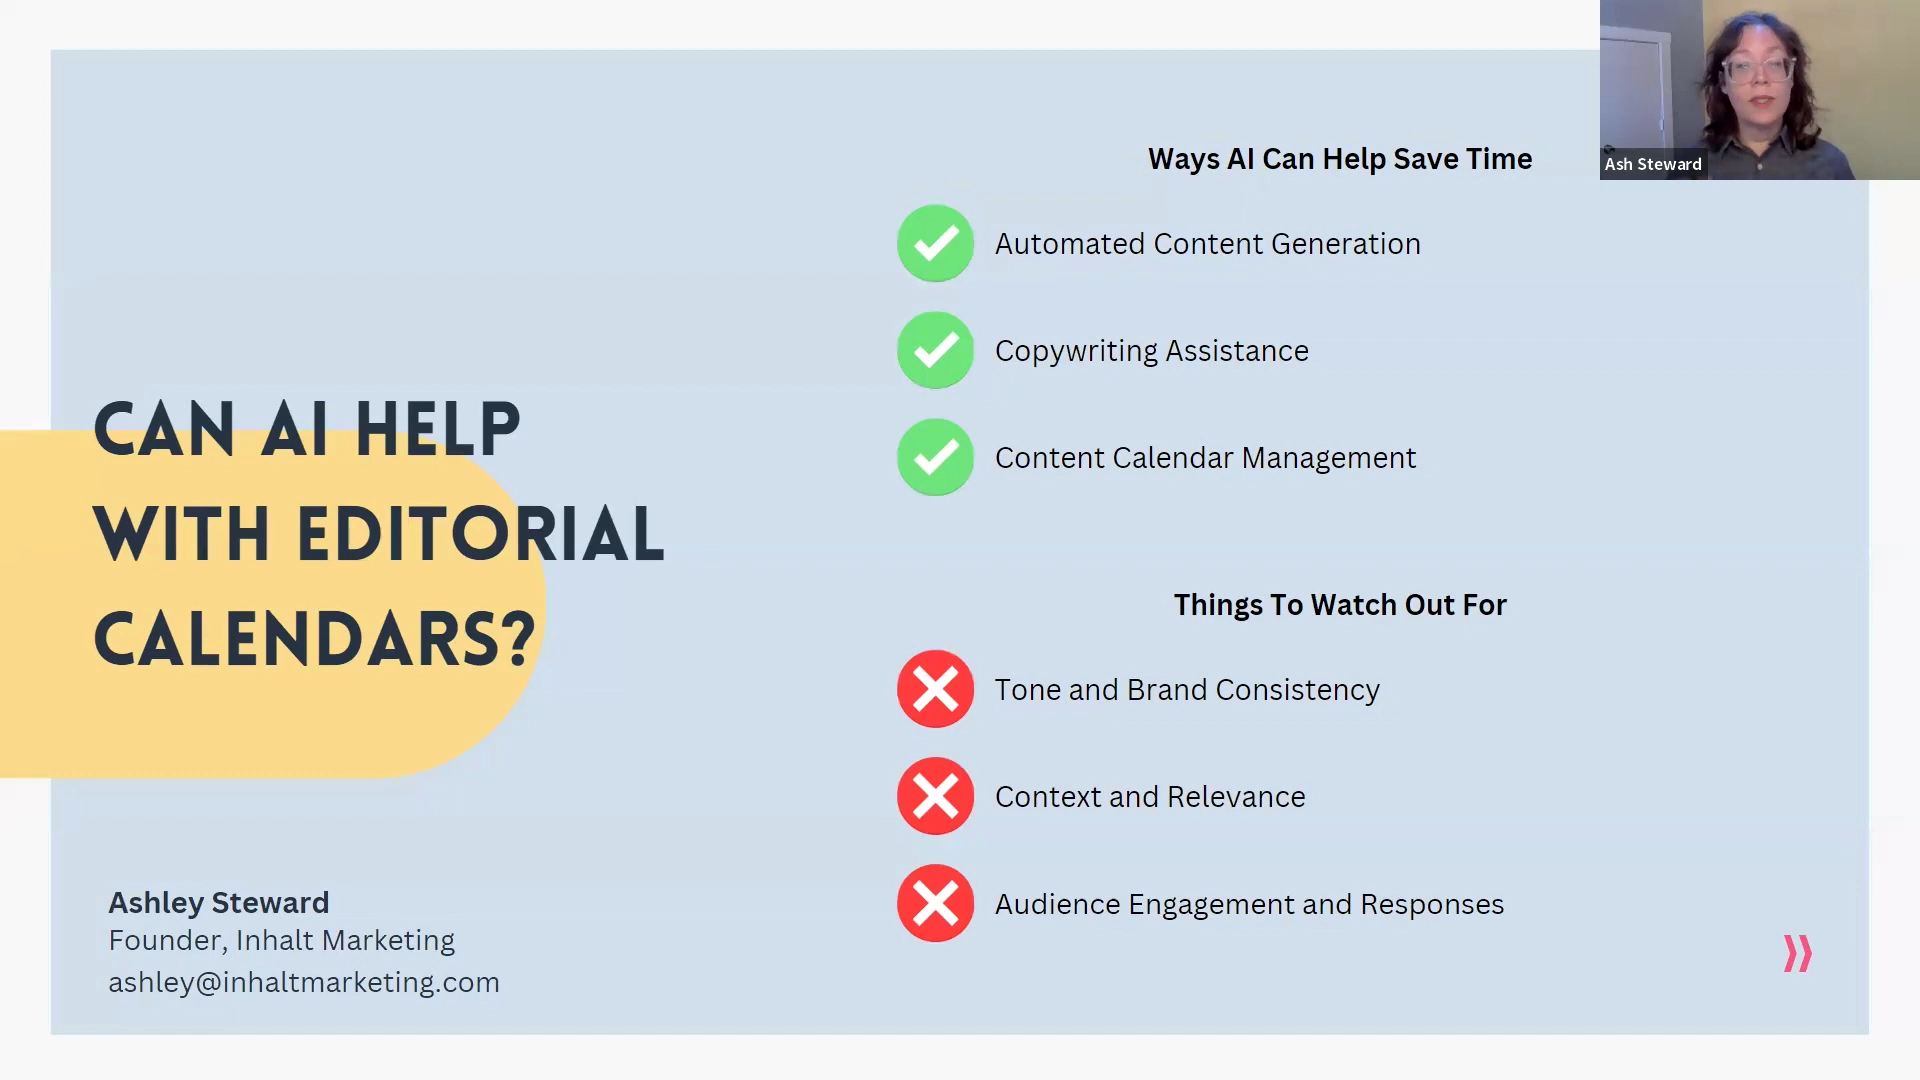 CAN AI HELP
WITH EDITORIAL
CALENDARS?
Ashley Steward
Founder, Inhalt Marketing
ashley@inhaltmarketing.com
Ways AI Can Help Save Time
Automated Content Generation
Copywriting Assistance
Content Calendar Management
Things To Watch Out For
Tone and Brand Consistency
Context and Relevance
Audience Engagement and Responses
Ash Steward